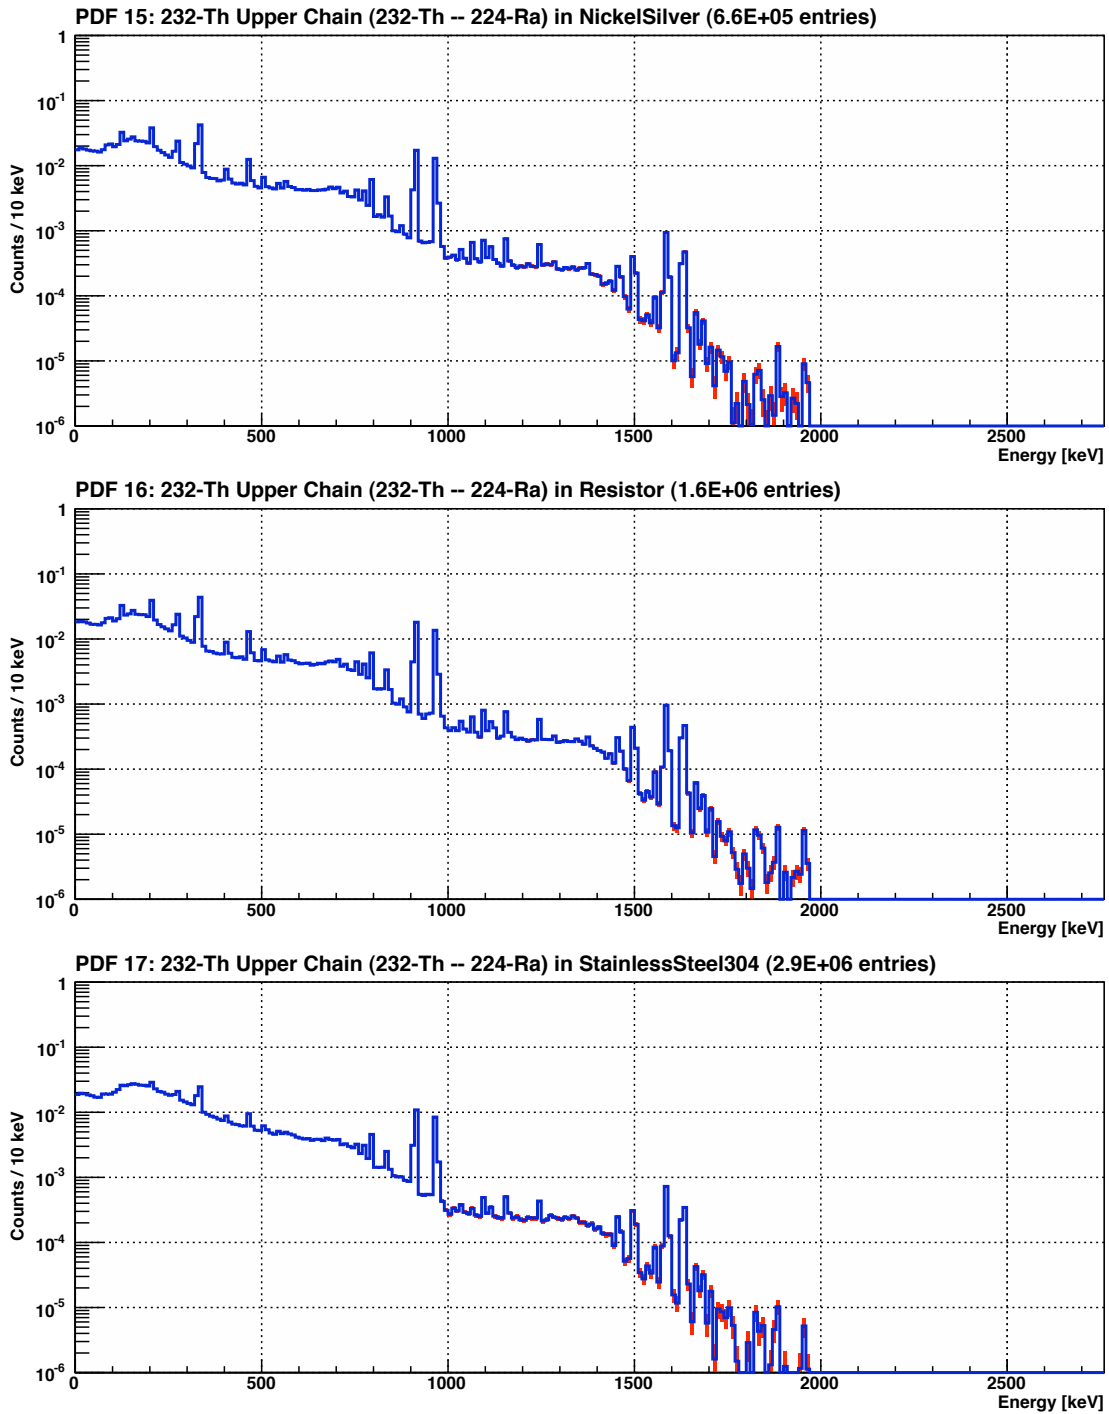 PDF 15: 232-Th Upper Chain (232-Th -- 224-Ra) in NickelSilver (6.6E+05 entries)
Counts / 10 keV
1
10-1
10-2
10-3
10-4
10-5
10-6
0 500 1000 1500 2000 2500
Energy [keV]
PDF 16: 232-Th Upper Chain (232-Th -- 224-Ra) in Resistor (1.6E+06 entries)
Counts / 10 keV
1
10-1
10-2
10-3
10-4
10-5
10-6
0 500 1000 1500 2000 2500
Energy [keV]
PDF 17: 232-Th Upper Chain (232-Th -- 224-Ra) in StainlessSteel304 (2.9E+06 entries)
Counts / 10 keV
1
10-1
10-2
10-3
10-4
10-5
10-6
0 500 1000 1500 2000 2500
Energy [keV]